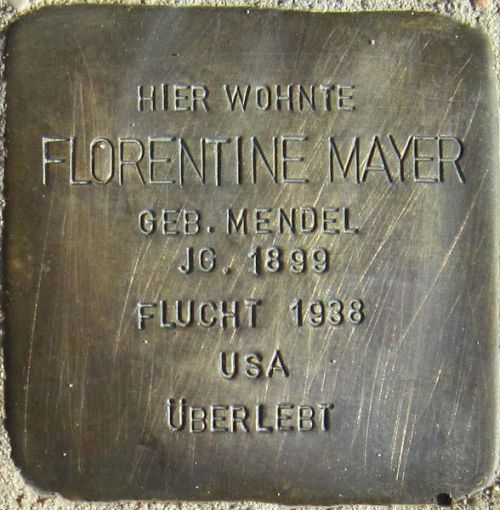 HIER WOHNTE
FLORENTINE MAYER
GEB. MENDEL
JG. 1899
FLUCHT 1938
USA
ÜBERLEBT